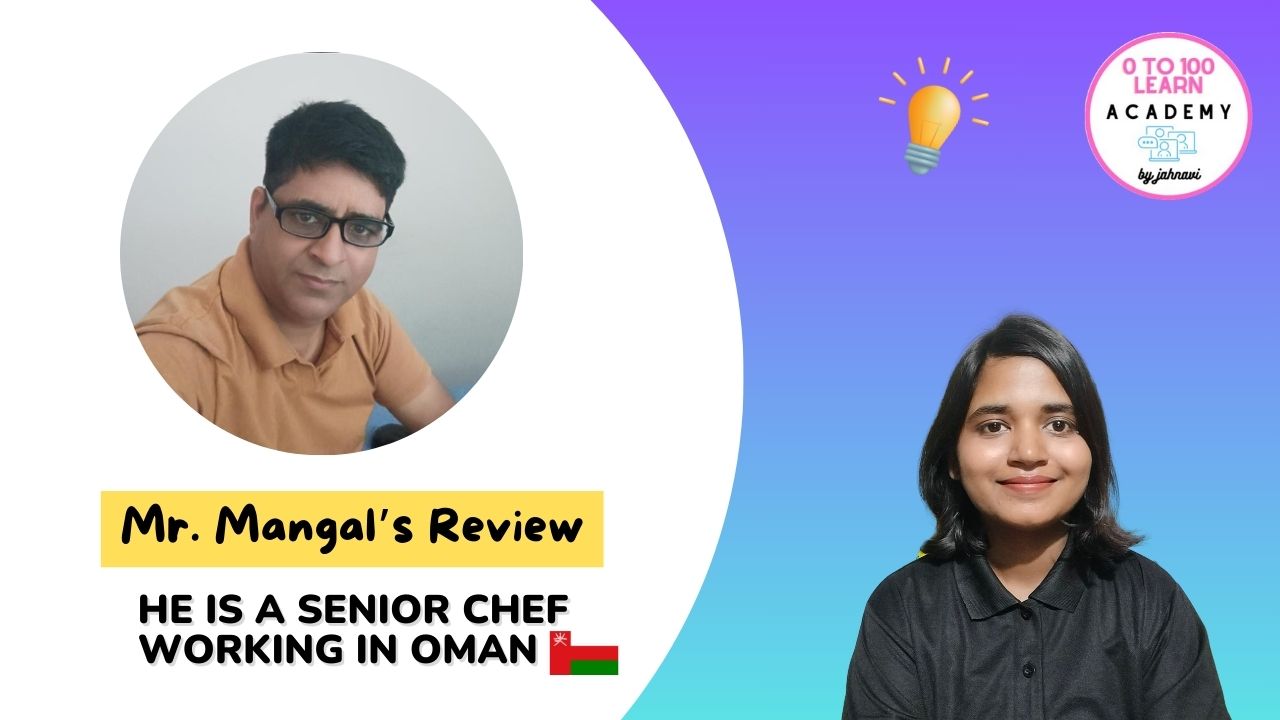 0 TO 100
LEARN
ACADEMY
by jahnavi
Mr. Mangal's Review
HE IS A SENIOR CHEF
WORKING IN OMAN